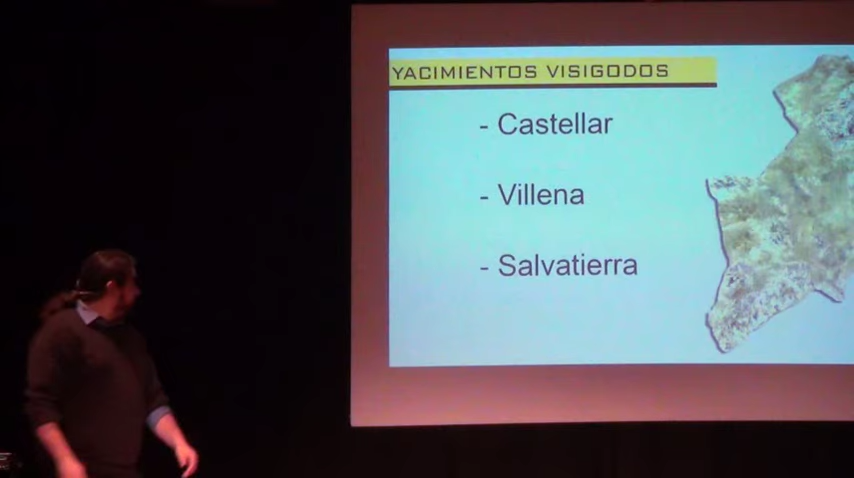 YACIMIENTOS VISIGODOS
- Castellar
- Villena
- Salvatierra